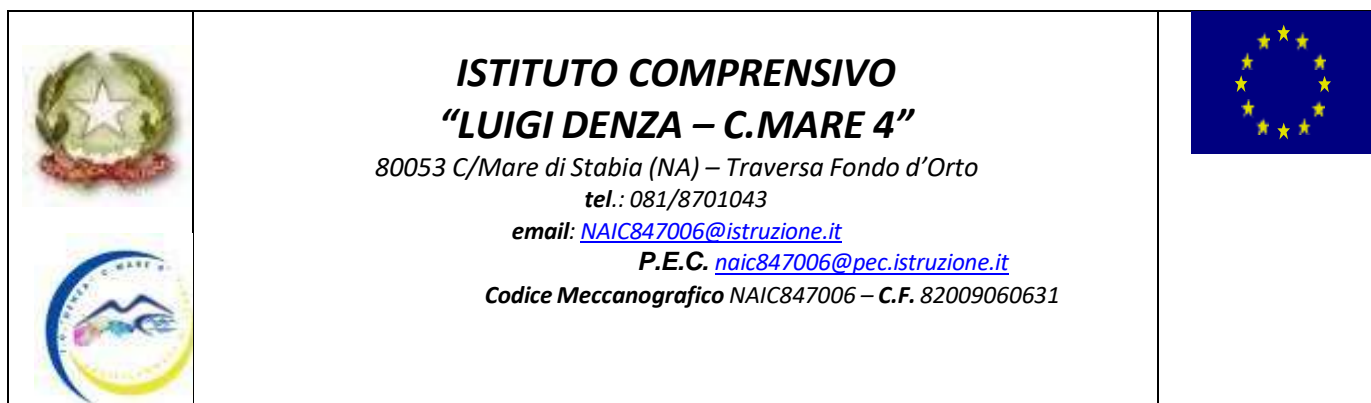 ISTITUTO COMPRENSIVO
“LUIGI DENZA – C.MARE 4”
80053 C/Mare di Stabia (NA) – Traversa Fondo d’Orto
tel.: 081/8701043
email: NAIC847006@istruzione.it
P.E.C. naic847006@pec.istruzione.it
Codice Meccanografico NAIC847006 – C.F. 82009060631